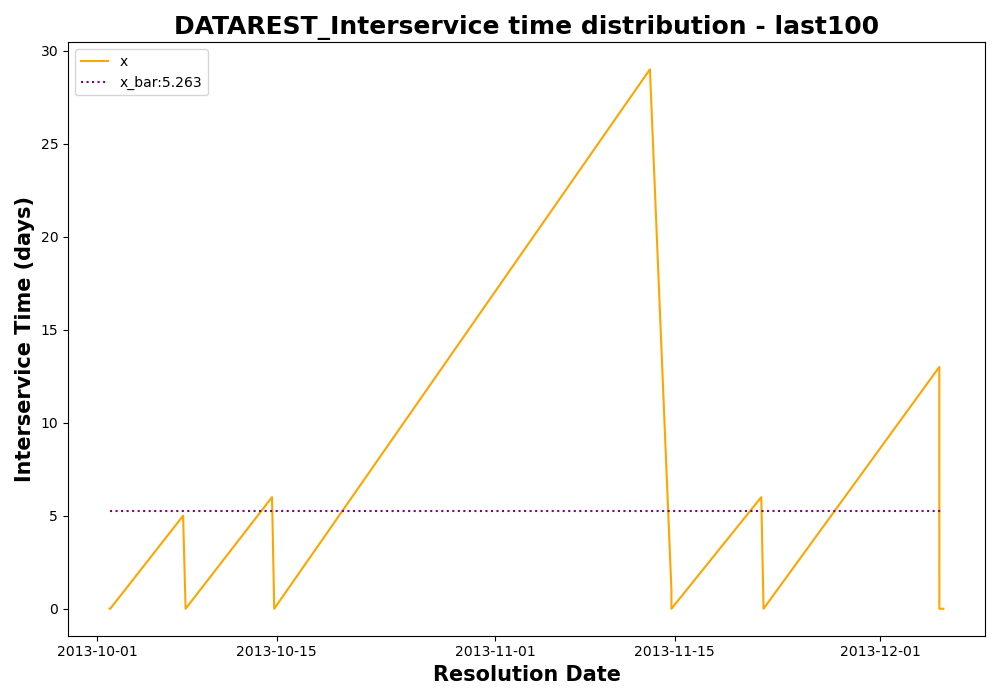 DATAREST_Interservice time distribution - last100
x
x_bar:5.263
Interservice Time (days)
30
25
20
15
10
5
0
2013-10-01 2013-10-15 2013-11-01 2013-11-15 2013-12-01
Resolution Date